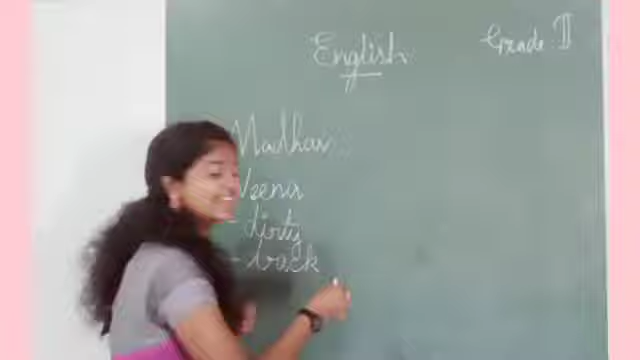 English
Grade: II
Madhav...
Veena
- dirty
- back